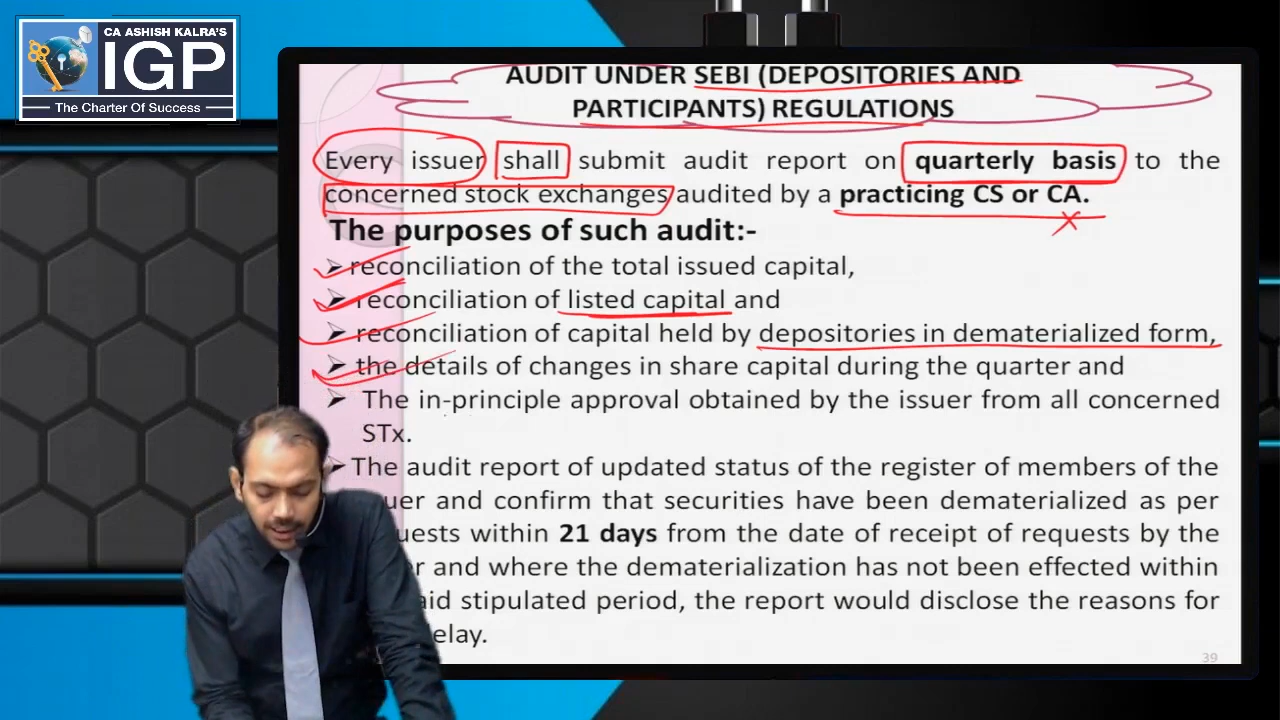 CA ASHISH KALRA'S
IGP
The Charter Of Success
AUDIT UNDER SEBI (DEPOSITORIES AND
PARTICIPANTS) REGULATIONS
Every issuer shall submit audit report on quarterly basis to the
concerned stock exchanges audited by a practicing CS or CA.
The purposes of such audit:-
reconciliation of the total issued capital,
reconciliation of listed capital and
reconciliation of capital held by depositories in dematerialized form,
the details of changes in share capital during the quarter and
The in-principle approval obtained by the issuer from all concerned
STx.
The audit report of updated status of the register of members of the
and confirm that securities have been dematerialized as per
within 21 days from the date of receipt of requests by the
and where the dematerialization has not been effected within
stipulated period, the report would disclose the reasons for
39